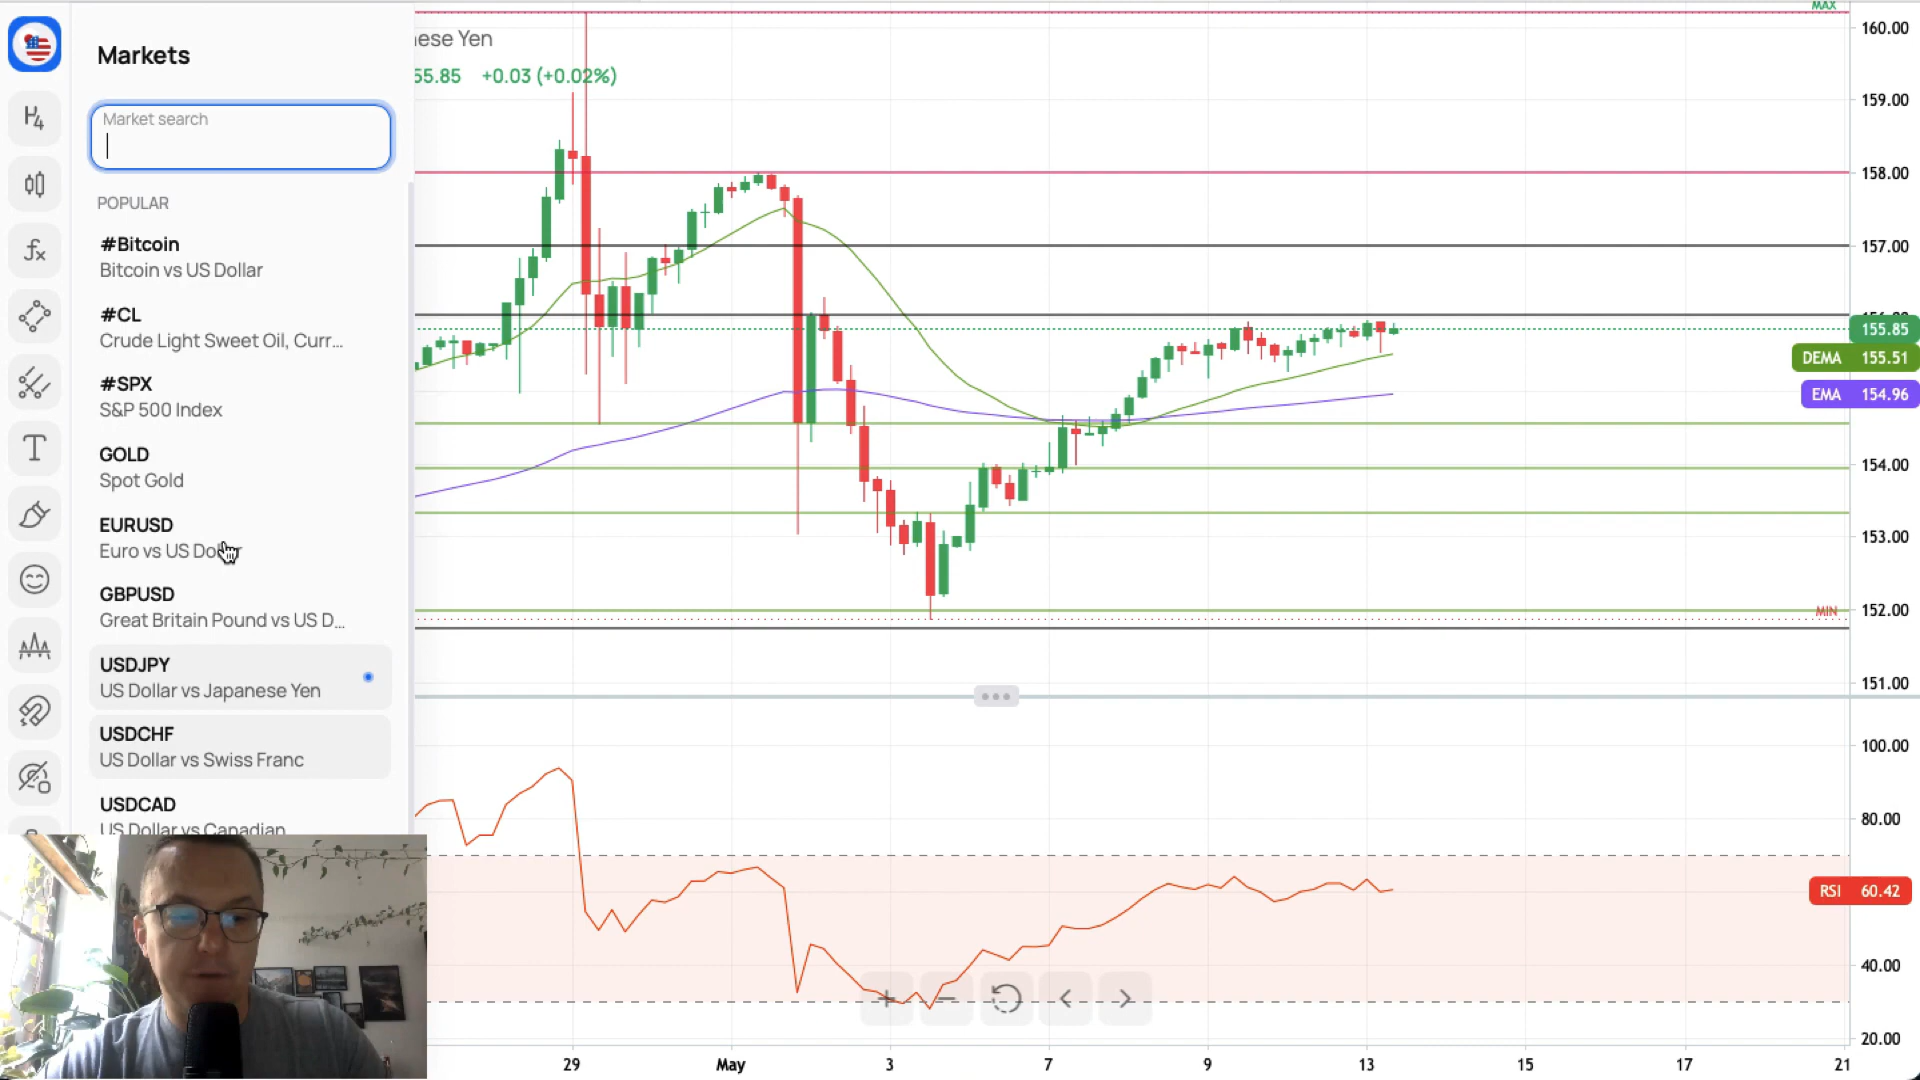 Markets
Market search
POPULAR
#Bitcoin
Bitcoin vs US Dollar
#CL
Crude Light Sweet Oil, Curr...
#SPX
S&P 500 Index
GOLD
Spot Gold
EURUSD
Euro vs US Dollar
GBPUSD
Great Britain Pound vs US D...
USDJPY
US Dollar vs Japanese Yen
USDCHF
US Dollar vs Swiss Franc
USDCAD
US Dollar vs Canadian
H4
fx
T
nese Yen
55.85 +0.03 (+0.02%)
MAX
160.00
159.00
158.00
157.00
155.85
DEMA 155.51
EMA 154.96
154.00
153.00
MIN
152.00
151.00
100.00
80.00
RSI 60.42
40.00
20.00
29 May 3 7 9 13 15 17 21